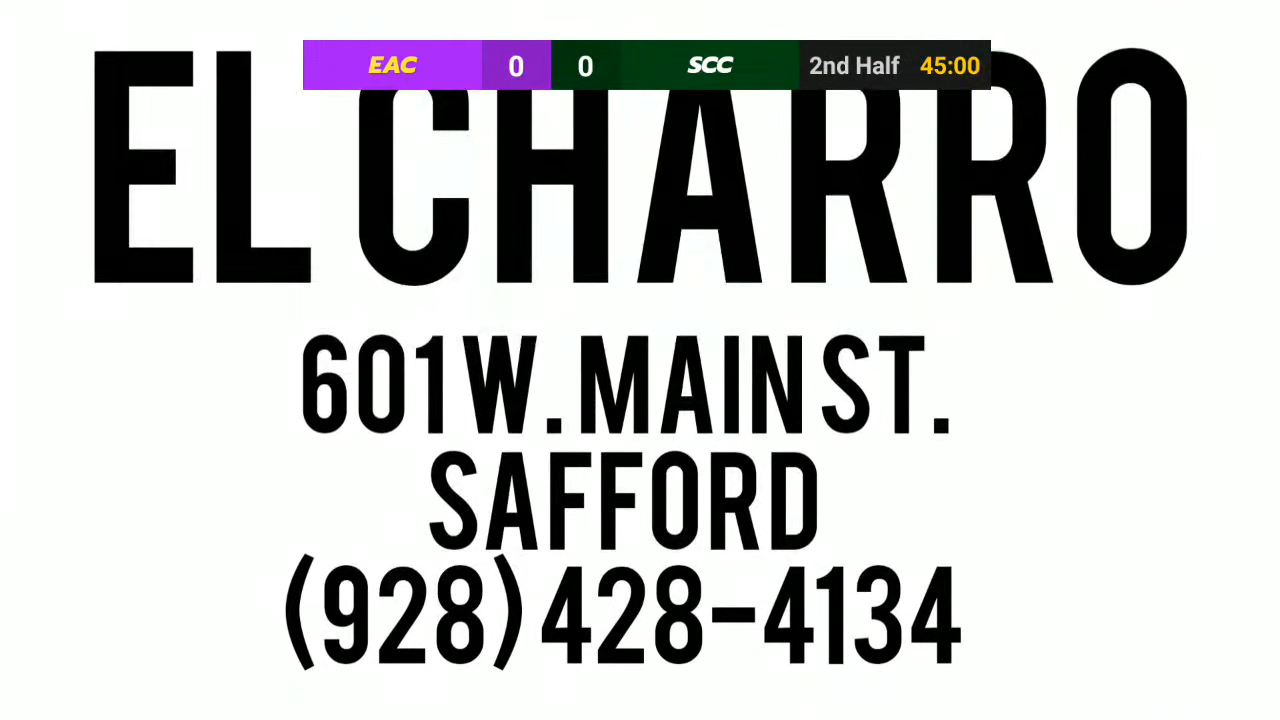 EAC 0 0 SCC 2nd Half 45:00
EL CHARRO
601 W. MAIN ST.
SAFFORD
(928) 428-4134